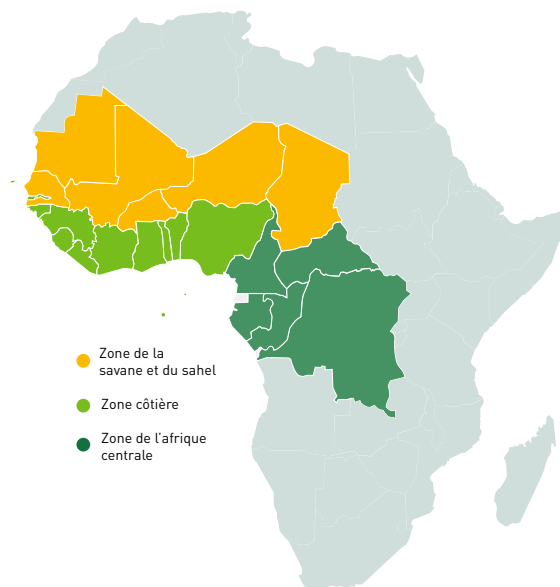 Zone de la
savane et du sahel
Zone côtière
Zone de l'afrique
centrale